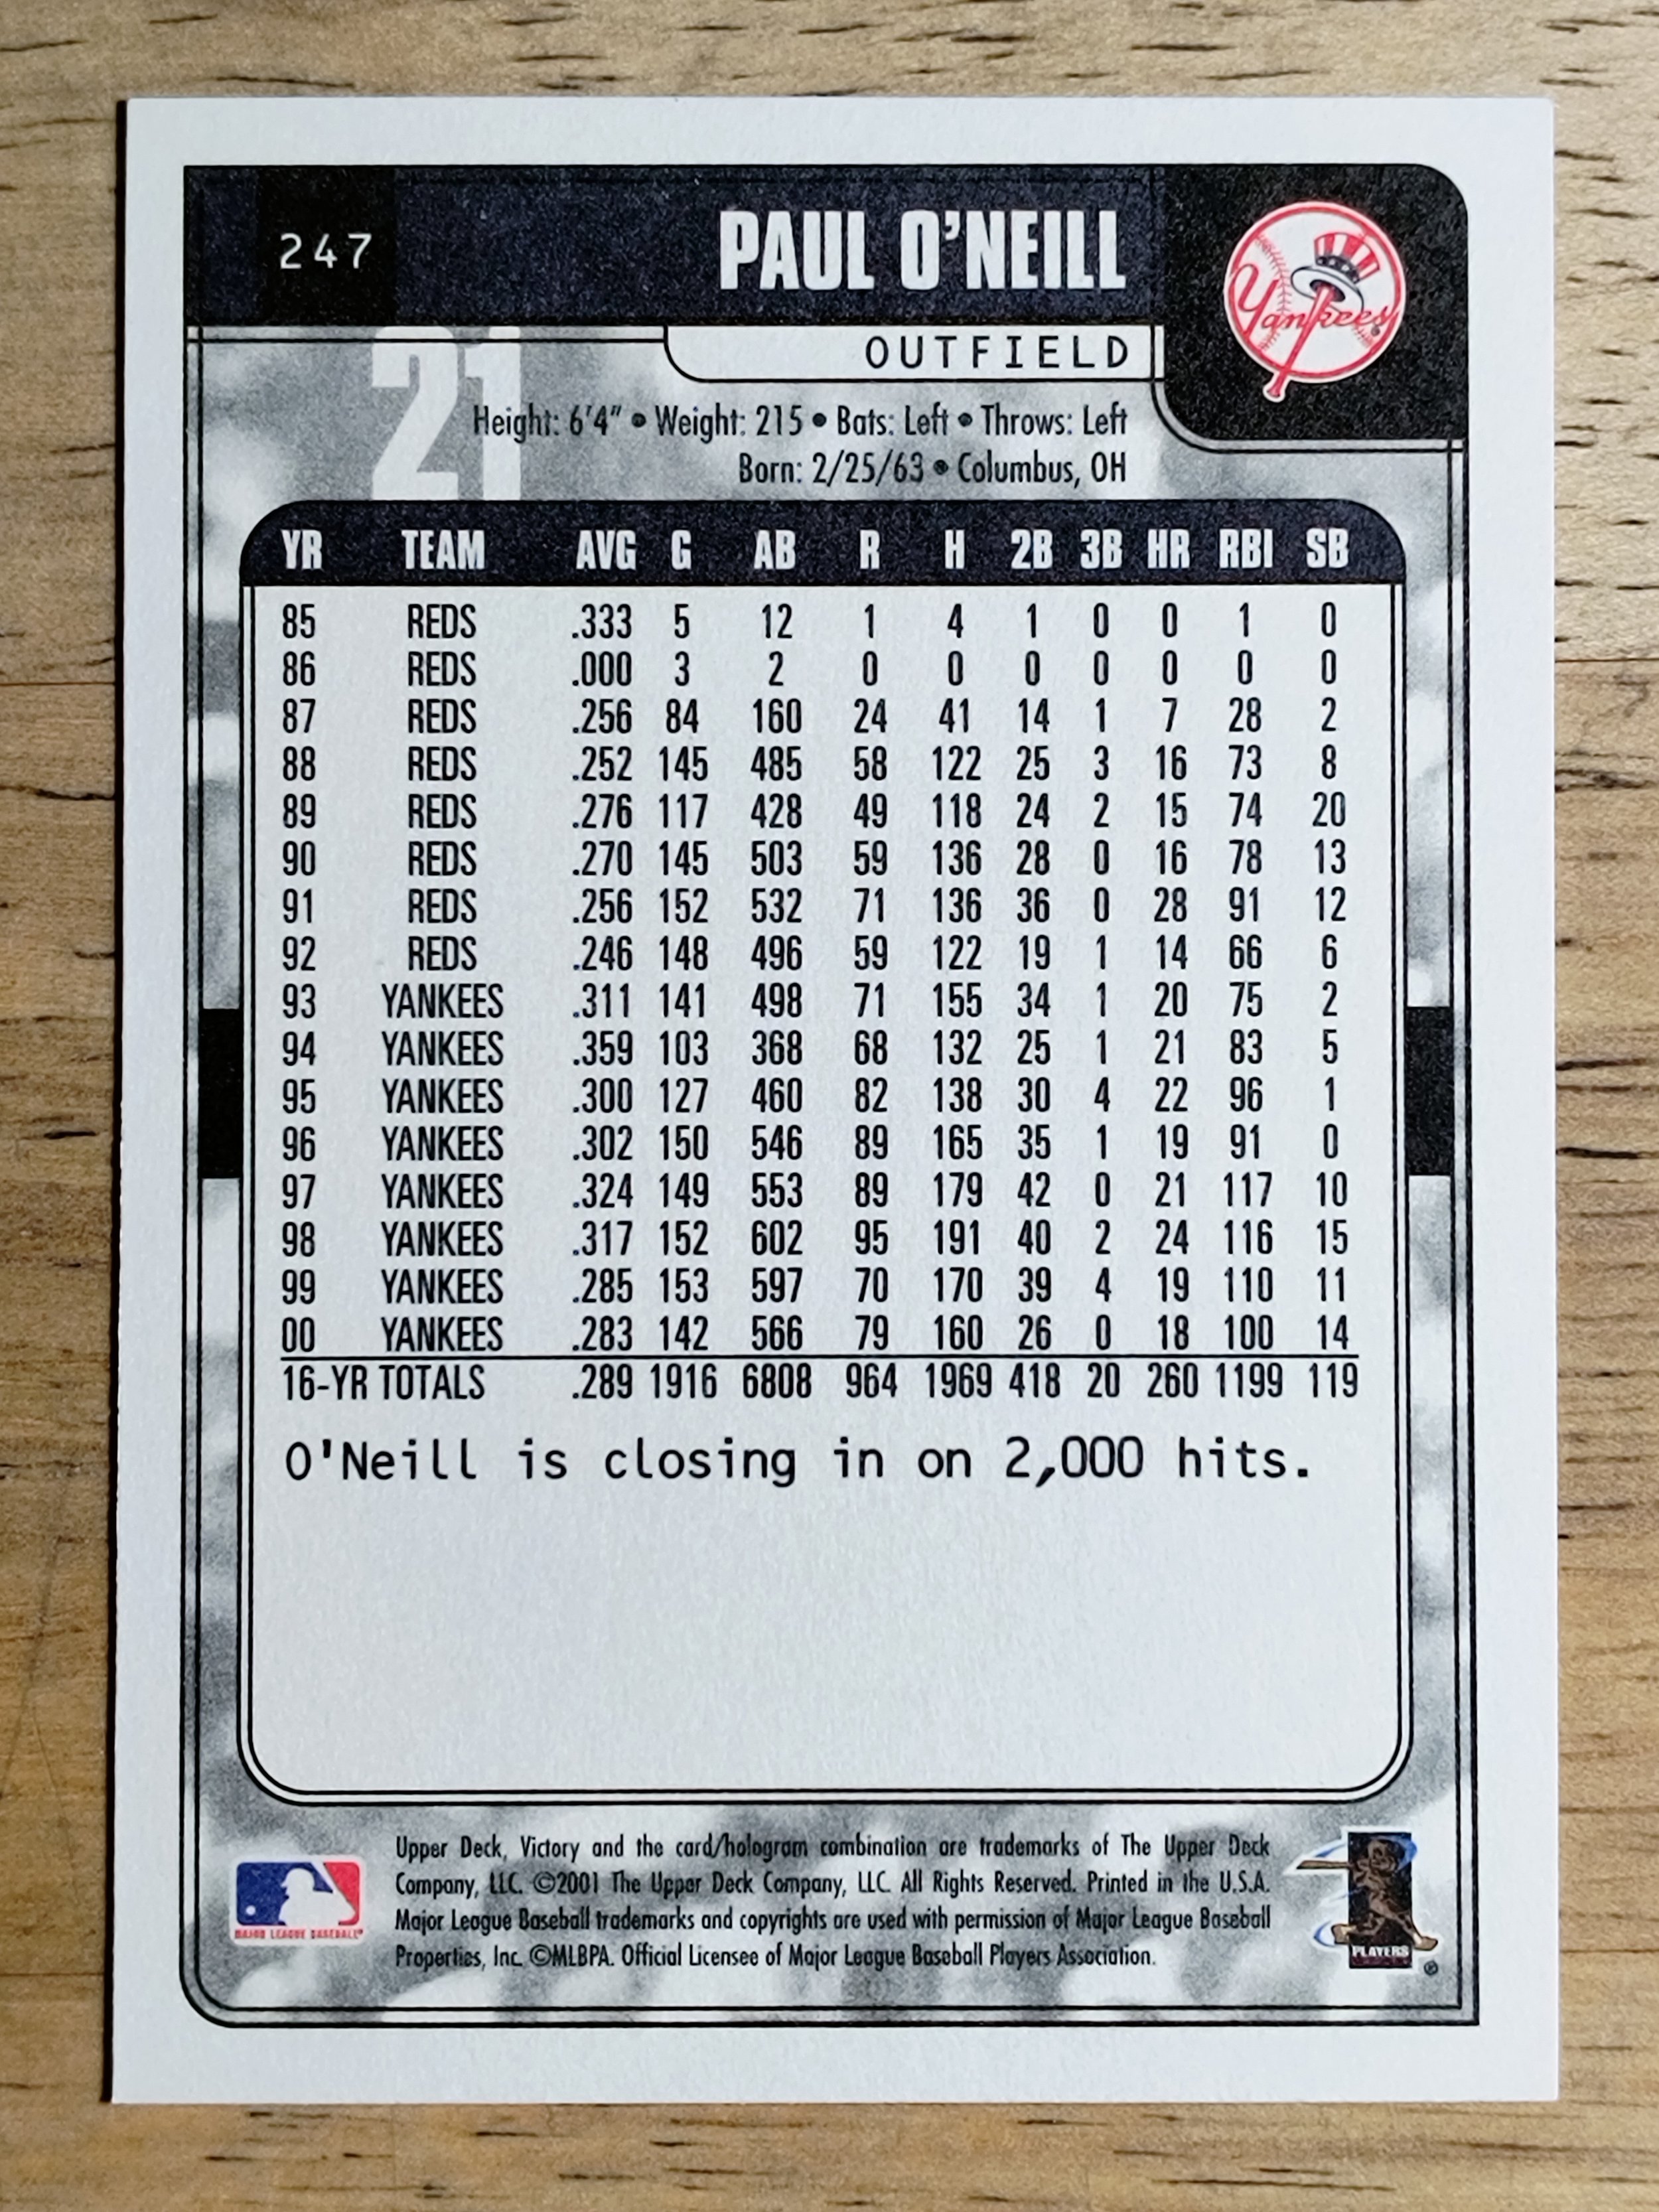 247
PAUL O'NEILL
Yankees
OUTFIELD
21
Height: 6'4" • Weight: 215 • Bats: Left • Throws: Left
Born: 2/25/63 • Columbus, OH
YR TEAM AVG G AB R H 2B 3B HR RBI SB
85 REDS .333 5 12 1 4 1 0 0 1 0
86 REDS .000 3 2 0 0 0 0 0 0 0
87 REDS .256 84 160 24 41 14 1 7 28 2
88 REDS .252 145 485 58 122 25 3 16 73 8
89 REDS .276 117 428 49 118 24 2 15 74 20
90 REDS .270 145 503 59 136 28 0 16 78 13
91 REDS .256 152 532 71 136 36 0 28 91 12
92 REDS .246 148 496 59 122 19 1 14 66 6
93 YANKEES .311 141 498 71 155 34 1 20 75 2
94 YANKEES .359 103 368 68 132 25 1 21 83 5
95 YANKEES .300 127 460 82 138 30 4 22 96 1
96 YANKEES .302 150 546 89 165 35 1 19 91 0
97 YANKEES .324 149 553 89 179 42 0 21 117 10
98 YANKEES .317 152 602 95 191 40 2 24 116 15
99 YANKEES .285 153 597 70 170 39 4 19 110 11
00 YANKEES .283 142 566 79 160 26 0 18 100 14
16-YR TOTALS .289 1916 6808 964 1969 418 20 260 1199 119
O'Neill is closing in on 2,000 hits.
Upper Deck, Victory and the card/hologram combination are trademarks of The Upper Deck
Company, LLC. ©2001 The Upper Deck Company, LLC. All Rights Reserved. Printed in the U.S.A.
Major League Baseball trademarks and copyrights are used with permission of Major League Baseball
Properties, Inc. ©MLBPA. Official Licensee of Major League Baseball Players Association.
MAJOR LEAGUE BASEBALL®
PLAYERS
®